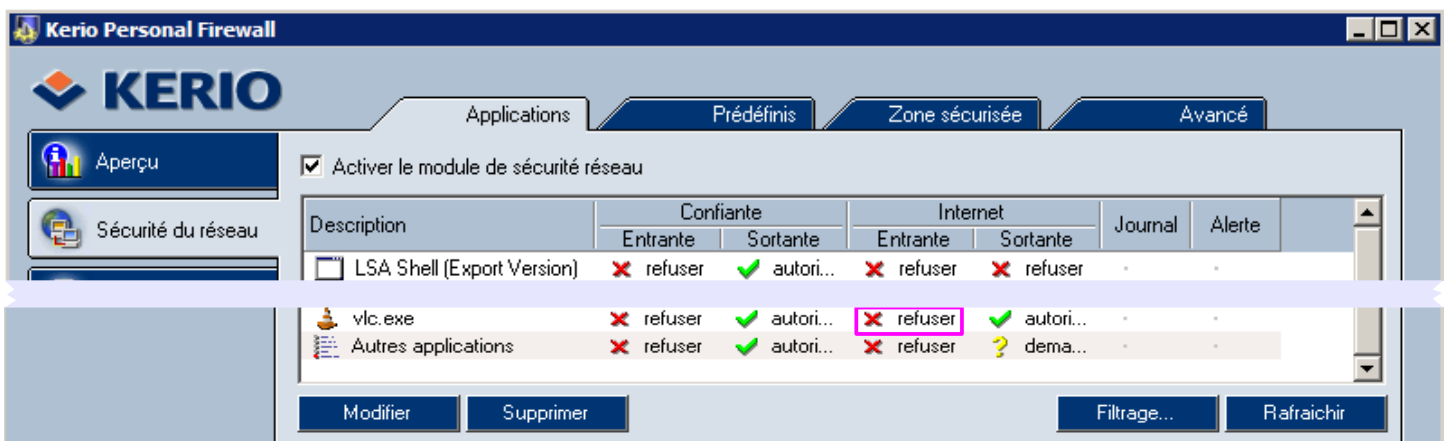 Kerio Personal Firewall
KERIO
Applications Prédéfinis Zone sécurisée Avancé
Aperçu
Activer le module de sécurité réseau
Sécurité du réseau
Description Confiante Internet Journal Alerte
Entrante Sortante Entrante Sortante
LSA Shell (Export Version) refuser autori... refuser refuser
vlc.exe refuser autori... refuser autori...
Autres applications refuser autori... refuser dema...
Modifier Supprimer Filtrage... Rafraichir